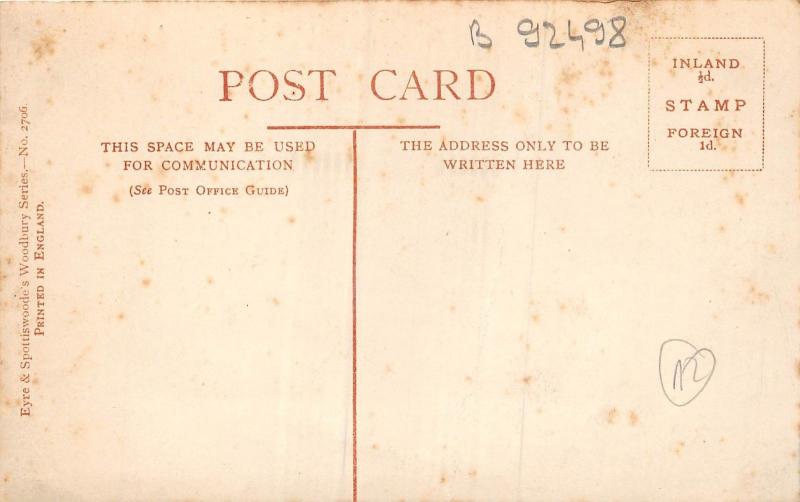 B 92498
POST CARD
THIS SPACE MAY BE USED
FOR COMMUNICATION
(See Post Office Guide)
THE ADDRESS ONLY TO BE
WRITTEN HERE
INLAND
½d.
STAMP
FOREIGN
1d.
Eyre & Spottiswoode's Woodbury Series.—No. 2706.
Printed in England.